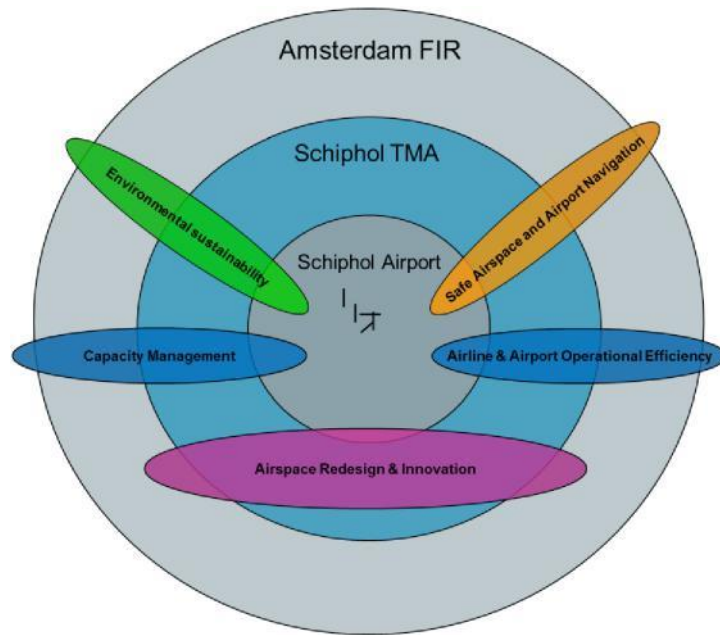 Amsterdam FIR
Schiphol TMA
Environmental sustainability
Safe Airspace and Airport Navigation
Schiphol Airport
Capacity Management
Airline & Airport Operational Efficiency
Airspace Redesign & Innovation